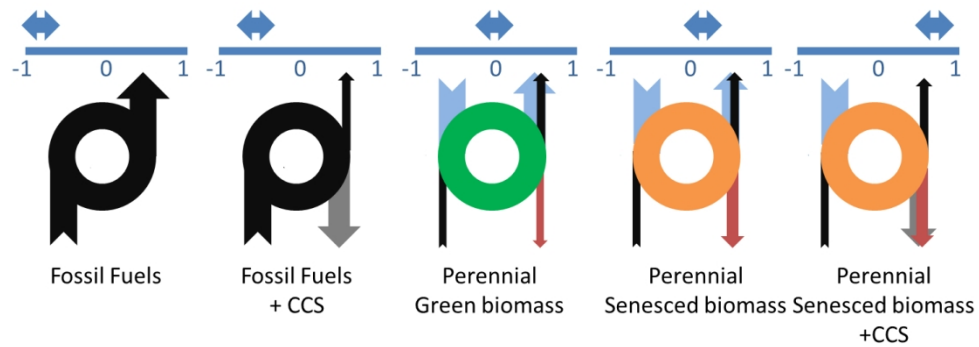 -1 0 1
-1 0 1
-1 0 1
-1 0 1
-1 0 1
Fossil Fuels
Fossil Fuels
+ CCS
Perennial
Green biomass
Perennial
Senesced biomass
Perennial
Senesced biomass
+CCS